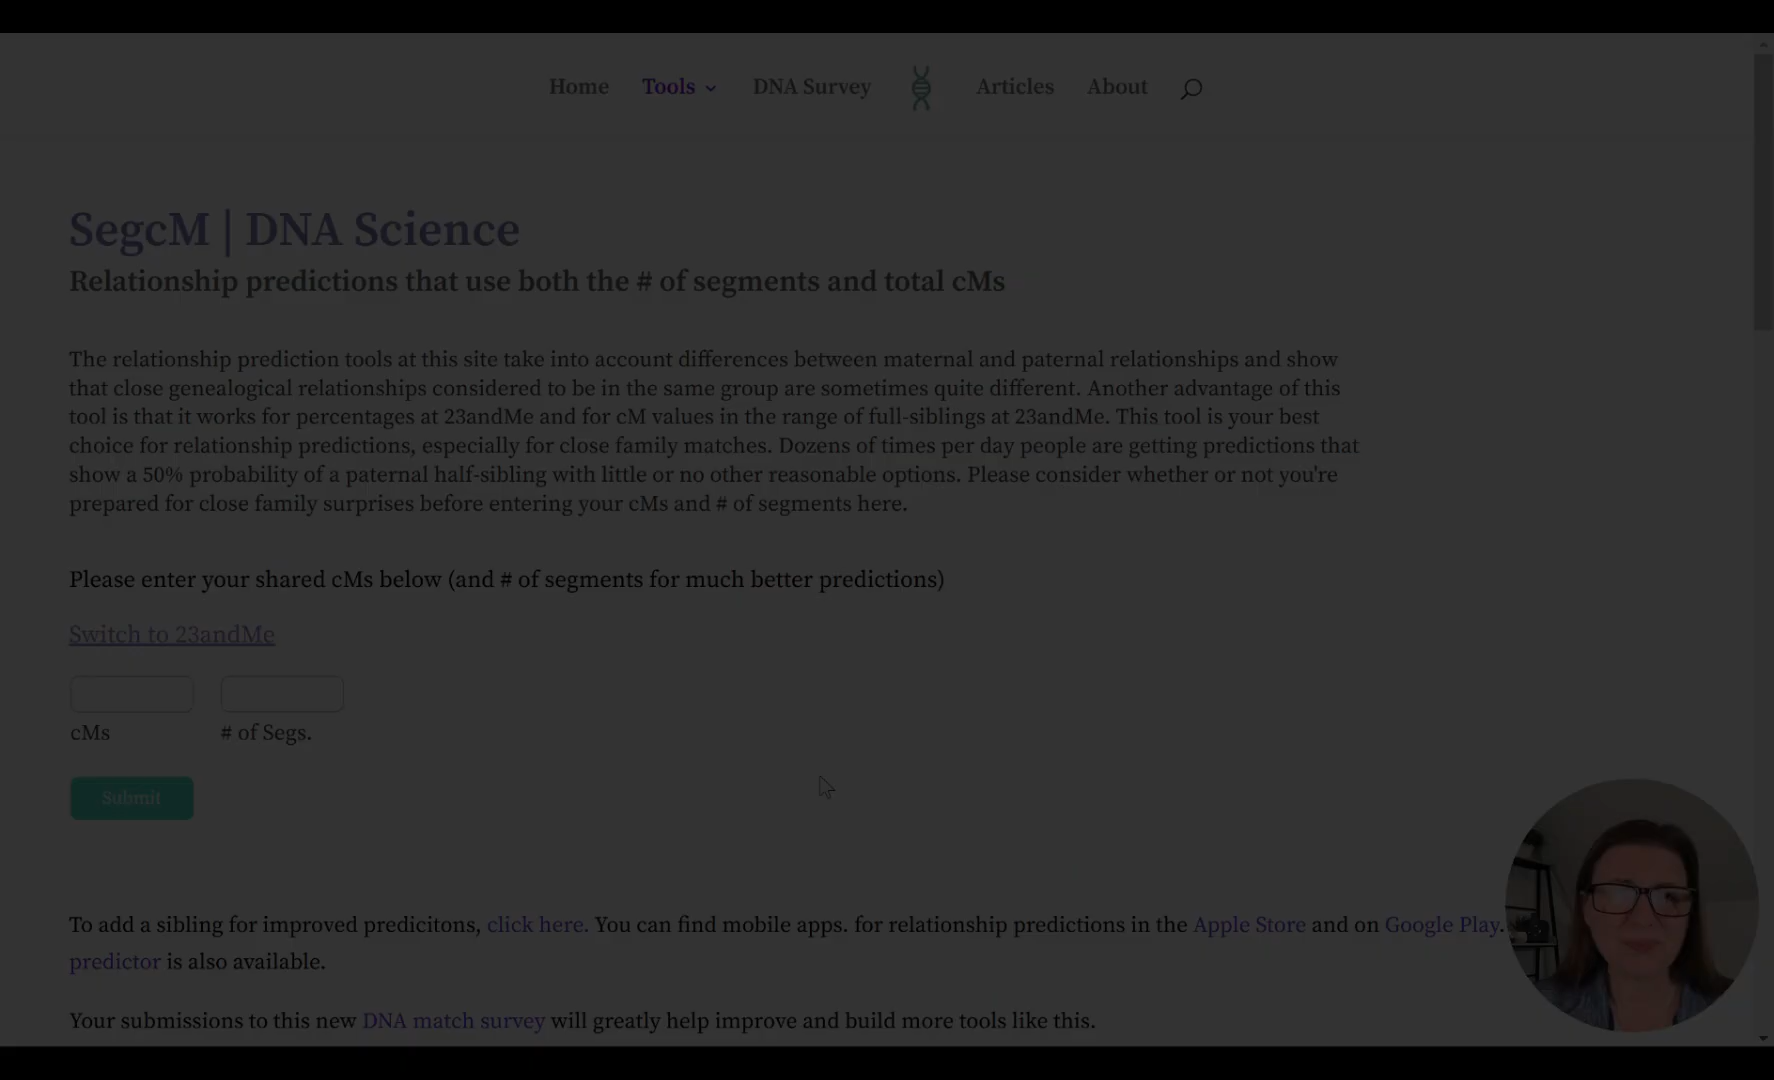 Home Tools DNA Survey Articles About
SegcM | DNA Science
Relationship predictions that use both the # of segments and total cMs
The relationship prediction tools at this site take into account differences between maternal and paternal relationships and show
that close genealogical relationships considered to be in the same group are sometimes quite different. Another advantage of this
tool is that it works for percentages at 23andMe and for cM values in the range of full-siblings at 23andMe. This tool is your best
choice for relationship predictions, especially for close family matches. Dozens of times per day people are getting predictions that
show a 50% probability of a paternal half-sibling with little or no other reasonable options. Please consider whether or not you're
prepared for close family surprises before entering your cMs and # of segments here.
Please enter your shared cMs below (and # of segments for much better predictions)
Switch to 23andMe
cMs # of Segs.
Submit
To add a sibling for improved predicitons, click here. You can find mobile apps. for relationship predictions in the Apple Store and on Google Play.
predictor is also available.
Your submissions to this new DNA match survey will greatly help improve and build more tools like this.